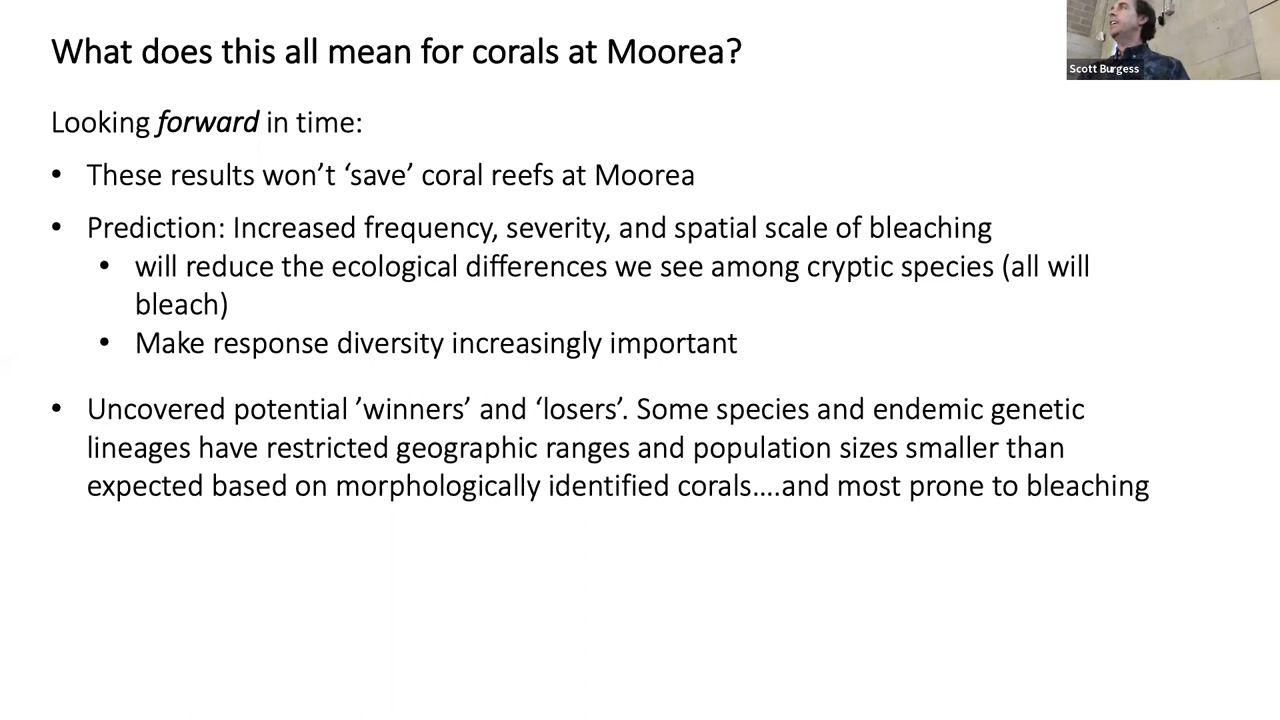 What does this all mean for corals at Moorea?
Scott Burgess
Looking forward in time:
• These results won’t ‘save’ coral reefs at Moorea
• Prediction: Increased frequency, severity, and spatial scale of bleaching
• will reduce the ecological differences we see among cryptic species (all will
bleach)
• Make response diversity increasingly important
• Uncovered potential ’winners’ and ‘losers’. Some species and endemic genetic
lineages have restricted geographic ranges and population sizes smaller than
expected based on morphologically identified corals….and most prone to bleaching